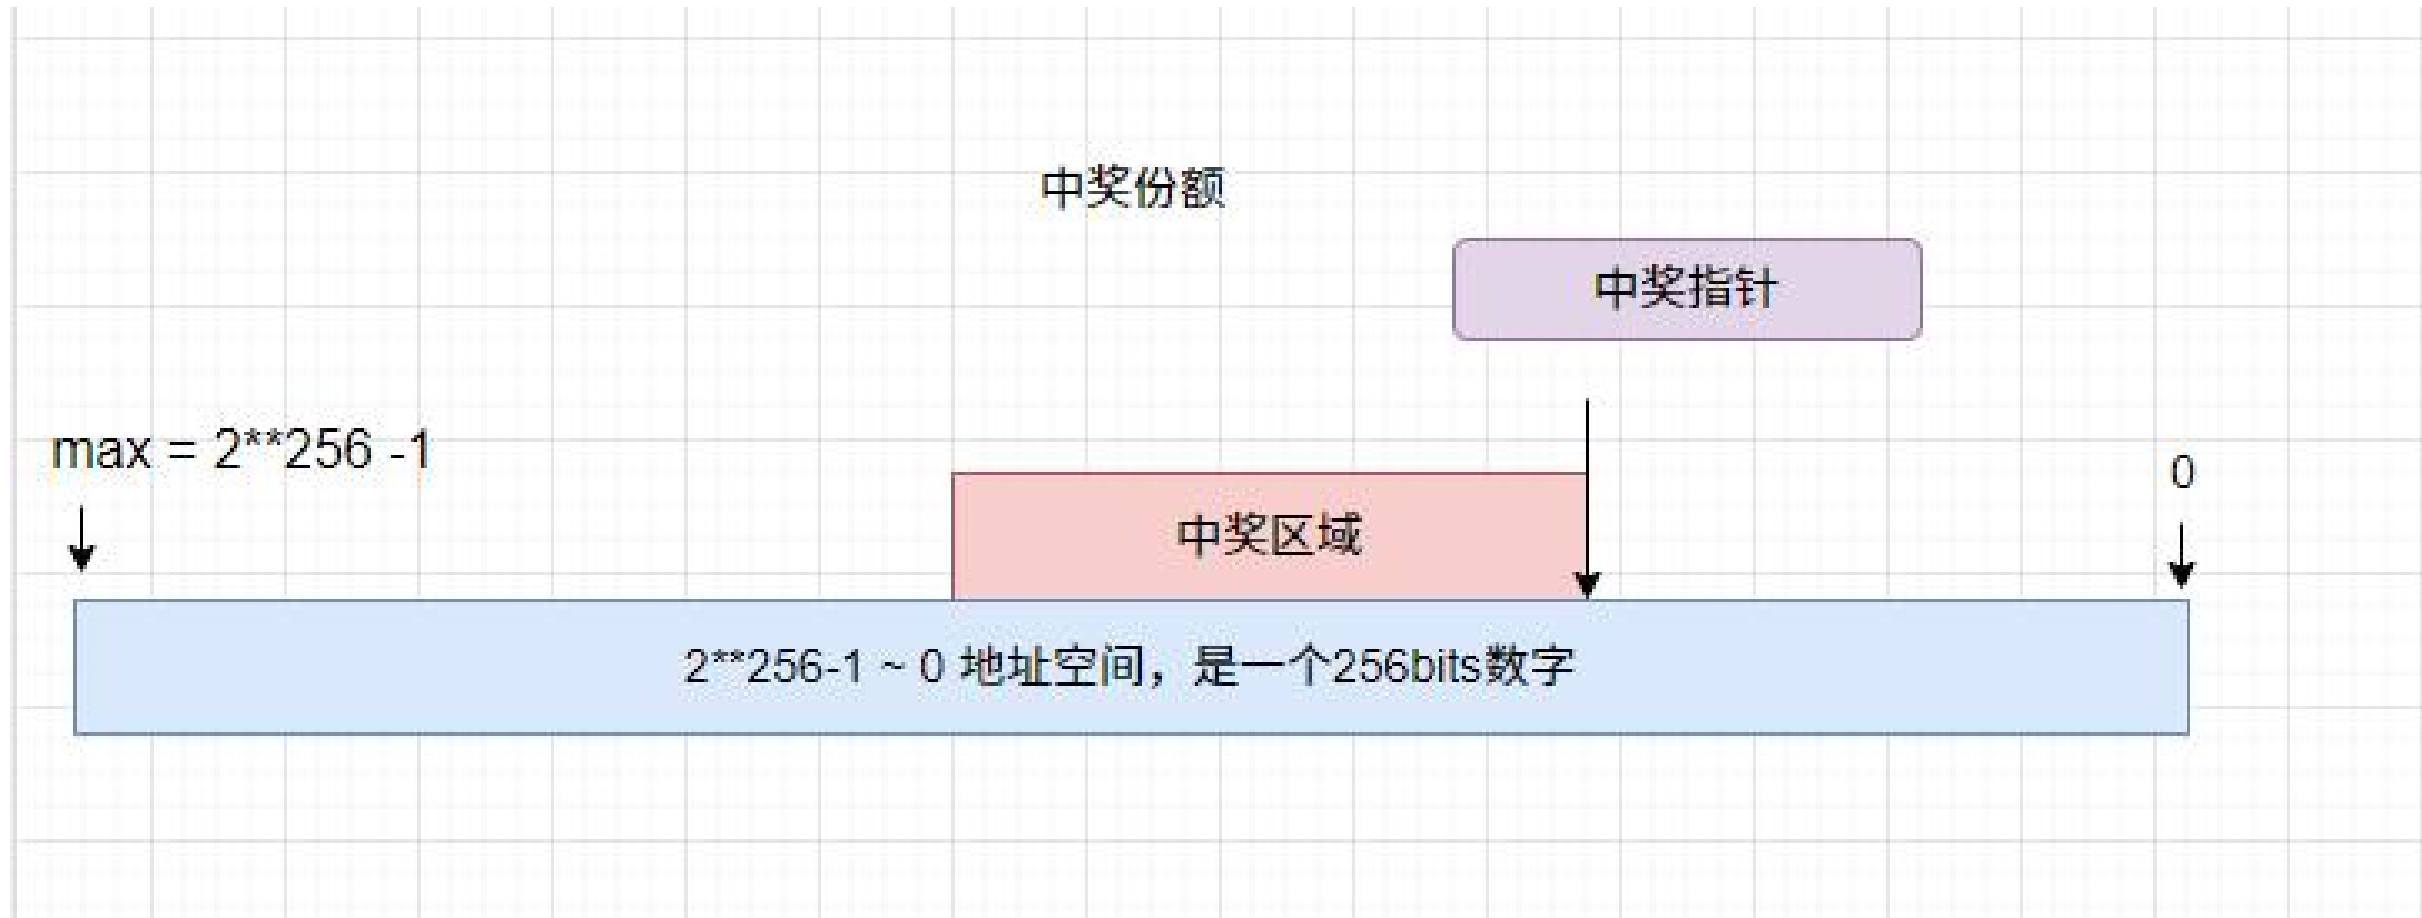 中奖份额
中奖指针
max = 2**256 -1
0
中奖区域
2**256-1 ~ 0 地址空间，是一个256bits数字